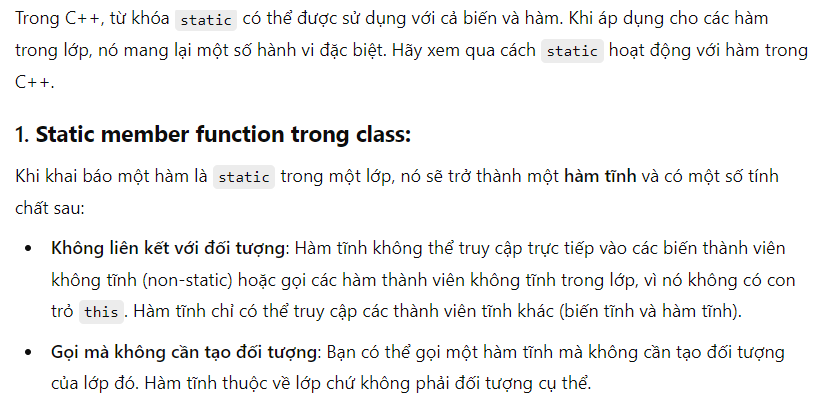 Trong C++, từ khóa static có thể được sử dụng với cả biến và hàm. Khi áp dụng cho các hàm
trong lớp, nó mang lại một số hành vi đặc biệt. Hãy xem qua cách static hoạt động với hàm trong
C++.
1. Static member function trong class:
Khi khai báo một hàm là static trong một lớp, nó sẽ trở thành một hàm tĩnh và có một số tính
chất sau:
• Không liên kết với đối tượng: Hàm tĩnh không thể truy cập trực tiếp vào các biến thành viên
không tĩnh (non-static) hoặc gọi các hàm thành viên không tĩnh trong lớp, vì nó không có con
trỏ this. Hàm tĩnh chỉ có thể truy cập các thành viên tĩnh khác (biến tĩnh và hàm tĩnh).
• Gọi mà không cần tạo đối tượng: Bạn có thể gọi một hàm tĩnh mà không cần tạo đối tượng
của lớp đó. Hàm tĩnh thuộc về lớp chứ không phải đối tượng cụ thể.